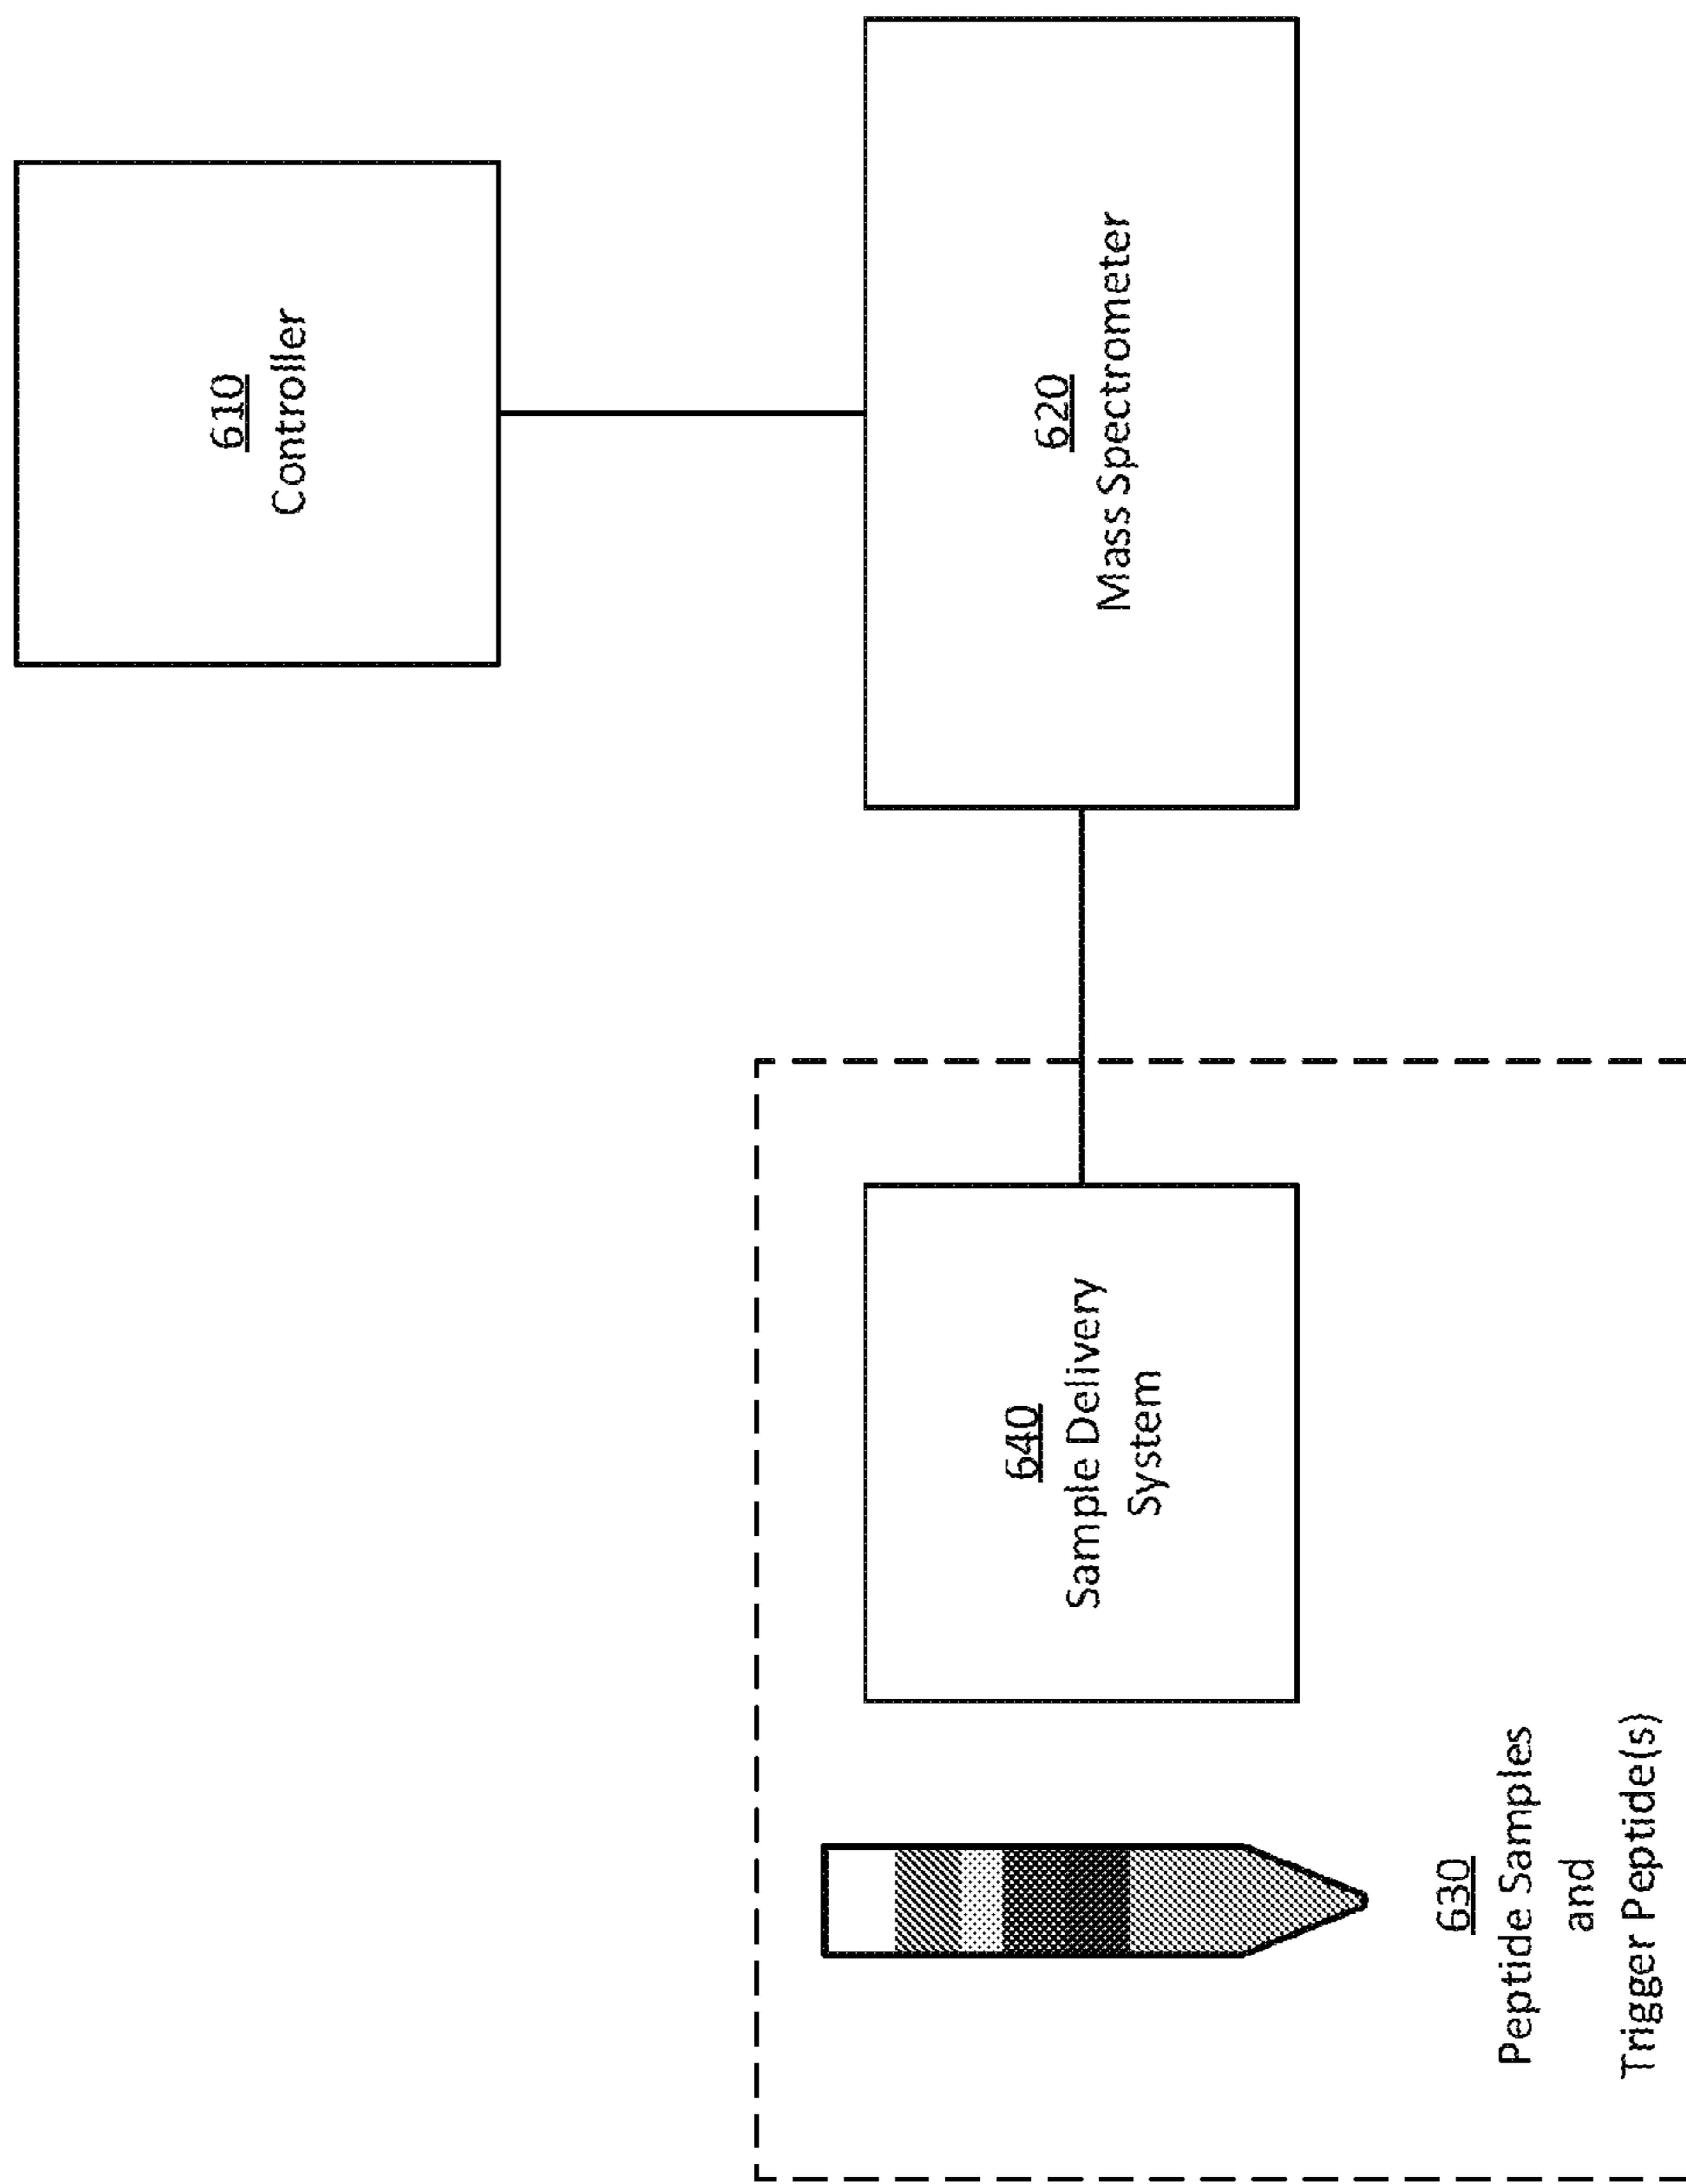 610
Controller
620
Mass Spectrometer
640
Sample Delivery
System
630
Peptide Samples
and
Trigger Peptide(s)